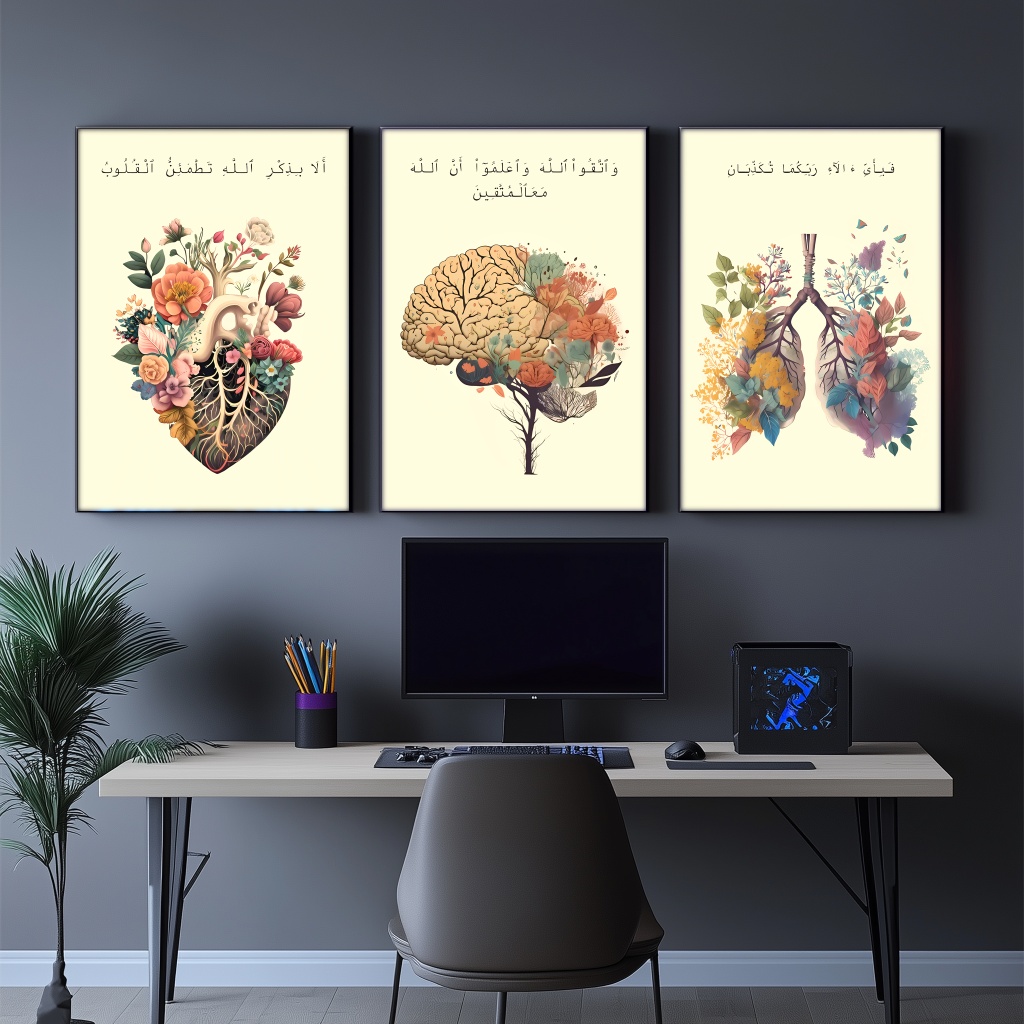 أَلَا بِذِكْرِ ٱللَّهِ تَطْمَئِنُّ ٱلْقُلُوبُ
وَٱتَّقُوا۟ٱللَّهَ وَٱعْلَمُوٓا۟ أَنَّ ٱللَّهَ
مَعَٱلْمُتَّقِينَ
فَبِأَىِّ ءَالَآءِ رَبِّكُمَا تُكَذِّبَانِ